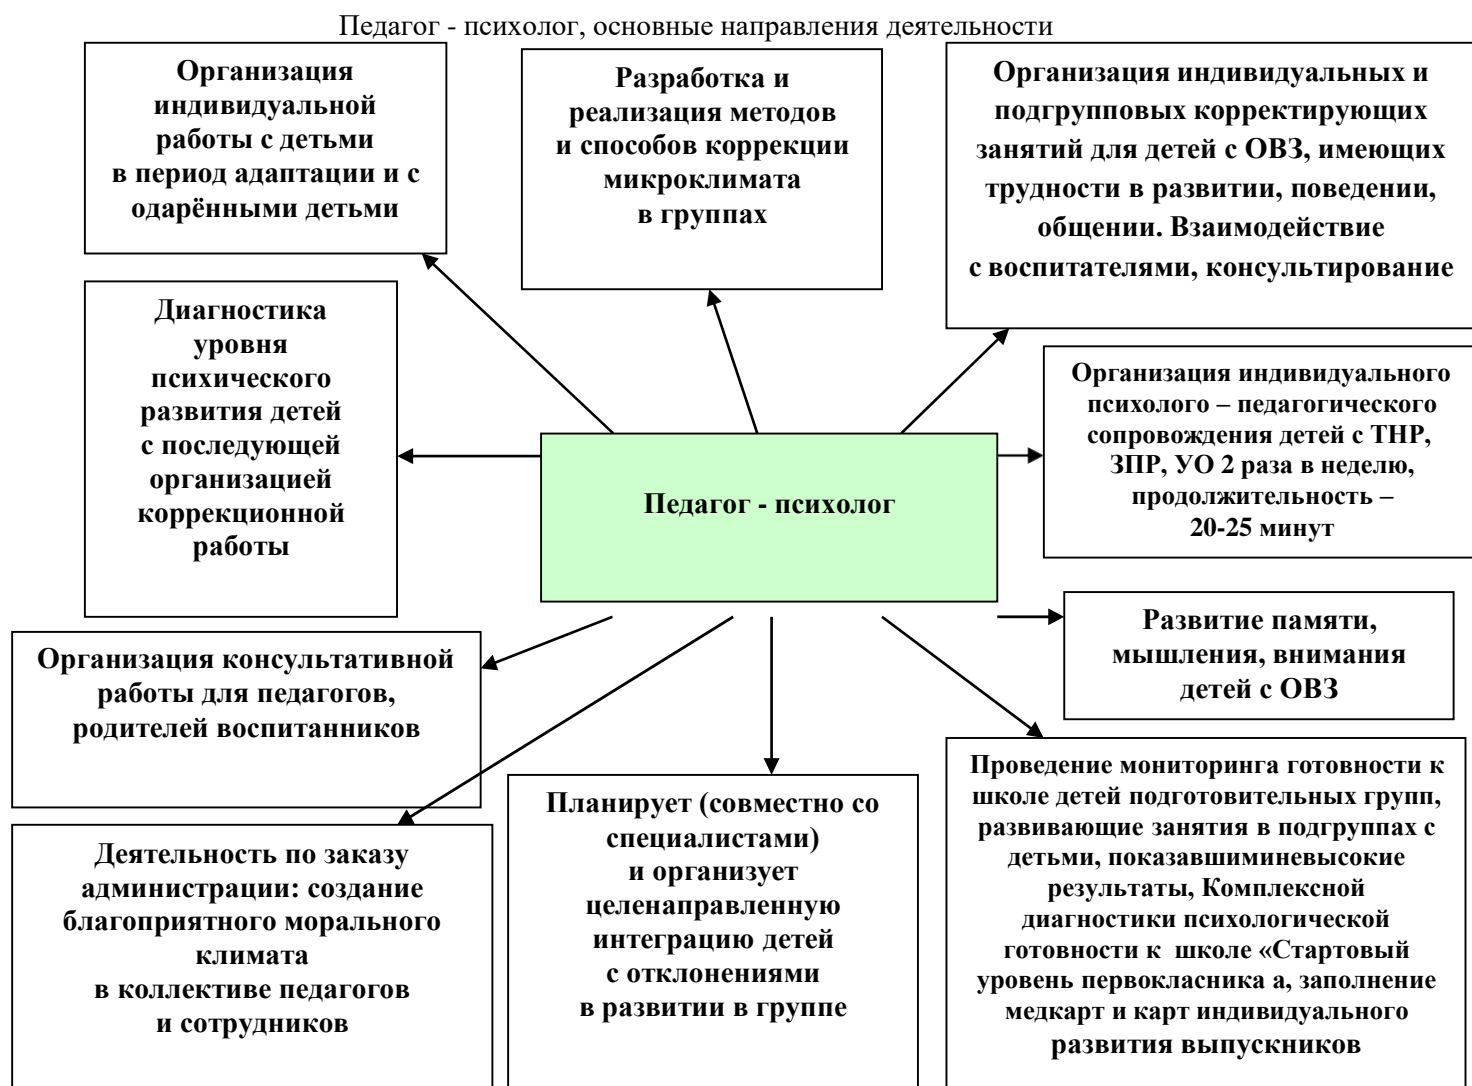 Педагог - психолог, основные направления деятельности
Организация
индивидуальной
работы с детьми
в период адаптации и с
одарёнными детьми
Разработка и
реализация методов
и способов коррекции
микроклимата
в группах
Организация индивидуальных и
подгрупповых корректирующих
занятий для детей с ОВЗ, имеющих
трудности в развитии, поведении,
общении. Взаимодействие
с воспитателями, консультирование
Диагностика
уровня
психического
развития детей
с последующей
организацией
коррекционной
работы
Организация индивидуального
психолого – педагогического
сопровождения детей с ТНР,
ЗПР, УО 2 раза в неделю,
продолжительность –
20-25 минут
Педагог - психолог
Развитие памяти,
мышления, внимания
детей с ОВЗ
Организация консультативной
работы для педагогов,
родителей воспитанников
Деятельность по заказу
администрации: создание
благоприятного морального
климата
в коллективе педагогов
и сотрудников
Планирует (совместно со
специалистами)
и организует
целенаправленную
интеграцию детей
с отклонениями
в развитии в группе
Проведение мониторинга готовности к
школе детей подготовительных групп,
развивающие занятия в подгруппах с
детьми, показавшиминевысокие
результаты, Комплексной
диагностики психологической
готовности к школе «Стартовый
уровень первокласника а, заполнение
медкарт и карт индивидуального
развития выпускников